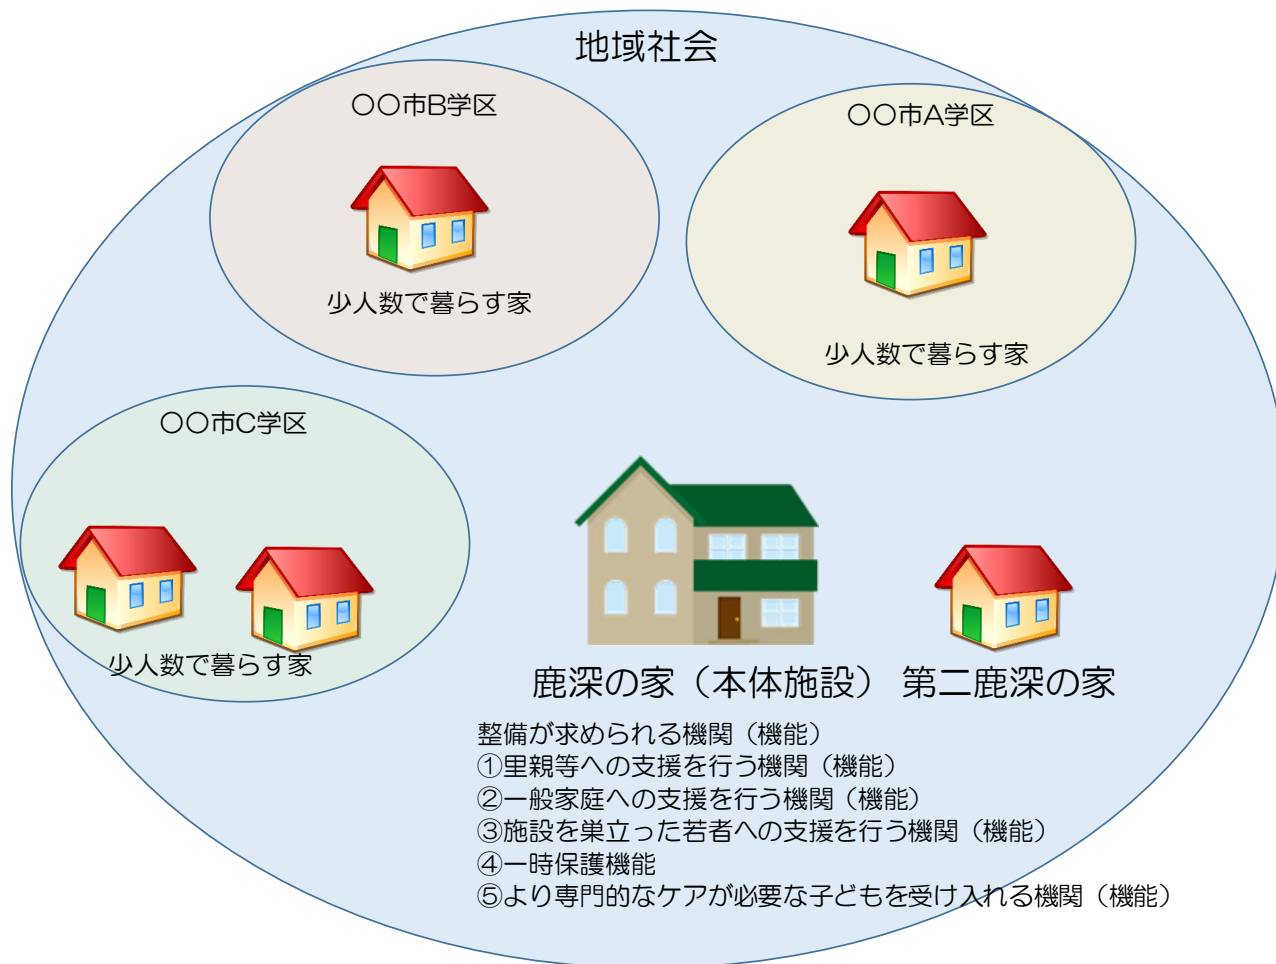 地域社会
〇〇市B学区
少人数で暮らす家
〇〇市A学区
少人数で暮らす家
〇〇市C学区
少人数で暮らす家
鹿深の家（本体施設）
第二鹿深の家
整備が求められる機関（機能）
①里親等への支援を行う機関（機能）
②一般家庭への支援を行う機関（機能）
③施設を巣立った若者への支援を行う機関（機能）
④一時保護機能
⑤より専門的なケアが必要な子どもを受け入れる機関（機能）